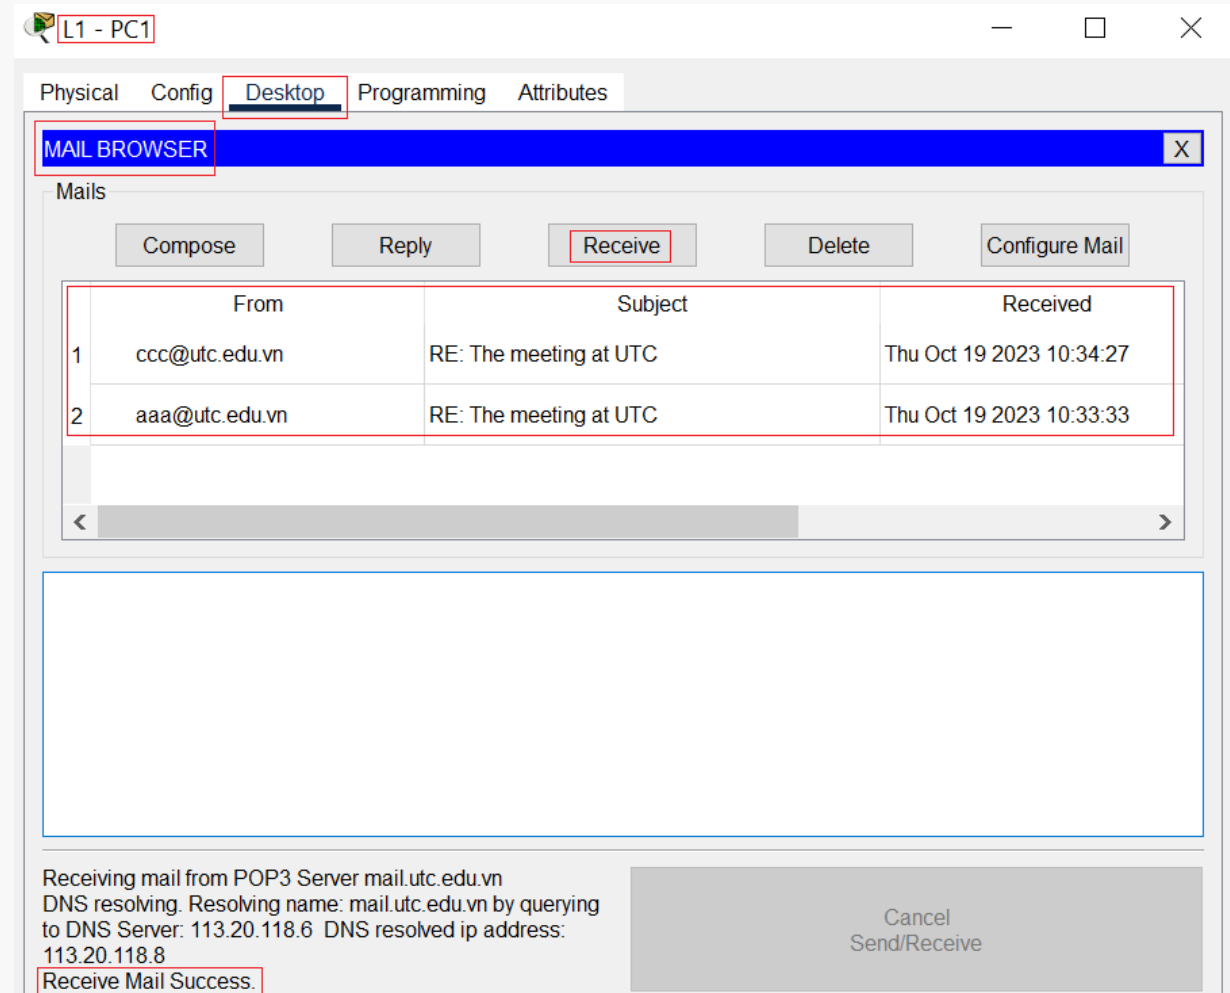 L1 - PC1
Physical Config Desktop Programming Attributes
MAIL BROWSER X
Mails
Compose Reply Receive Delete Configure Mail
From Subject Received
1 ccc@utc.edu.vn RE: The meeting at UTC Thu Oct 19 2023 10:34:27
2 aaa@utc.edu.vn RE: The meeting at UTC Thu Oct 19 2023 10:33:33
Receiving mail from POP3 Server mail.utc.edu.vn
DNS resolving. Resolving name: mail.utc.edu.vn by querying
to DNS Server: 113.20.118.6 DNS resolved ip address:
113.20.118.8
Receive Mail Success.
Cancel
Send/Receive